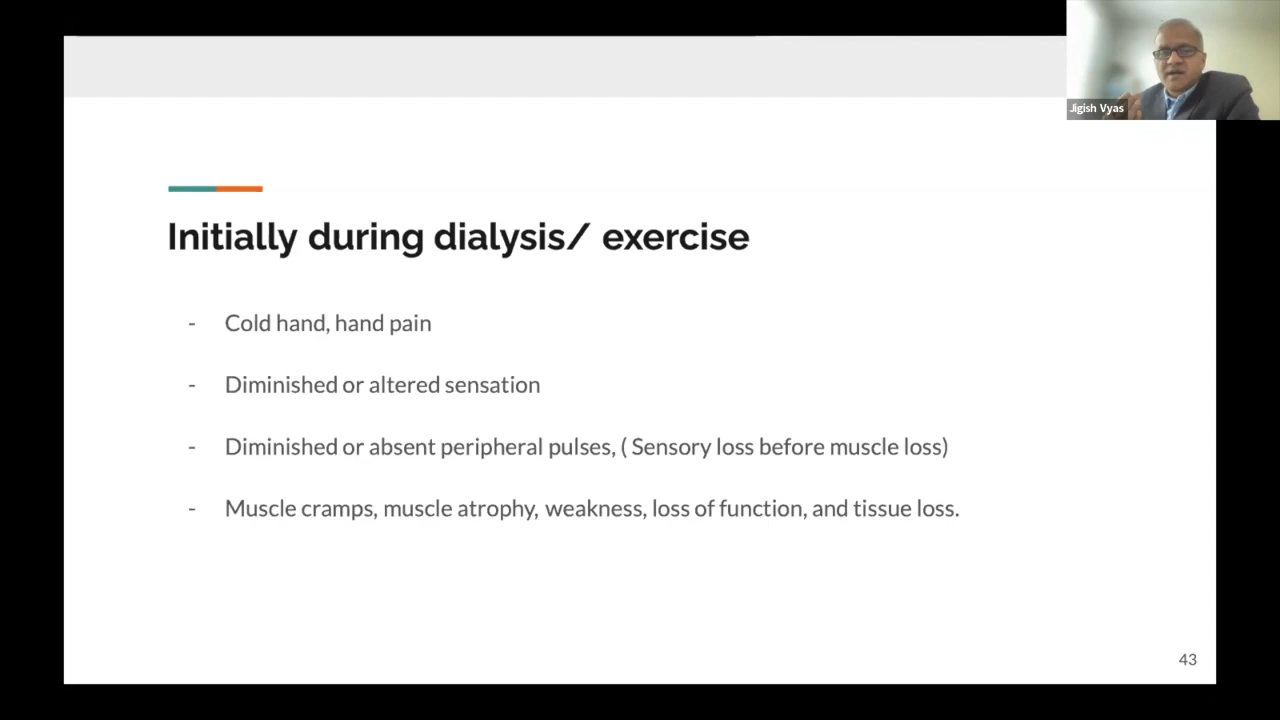 Jigish Vyas
Initially during dialysis/ exercise
- Cold hand, hand pain
- Diminished or altered sensation
- Diminished or absent peripheral pulses, ( Sensory loss before muscle loss)
- Muscle cramps, muscle atrophy, weakness, loss of function, and tissue loss.
43